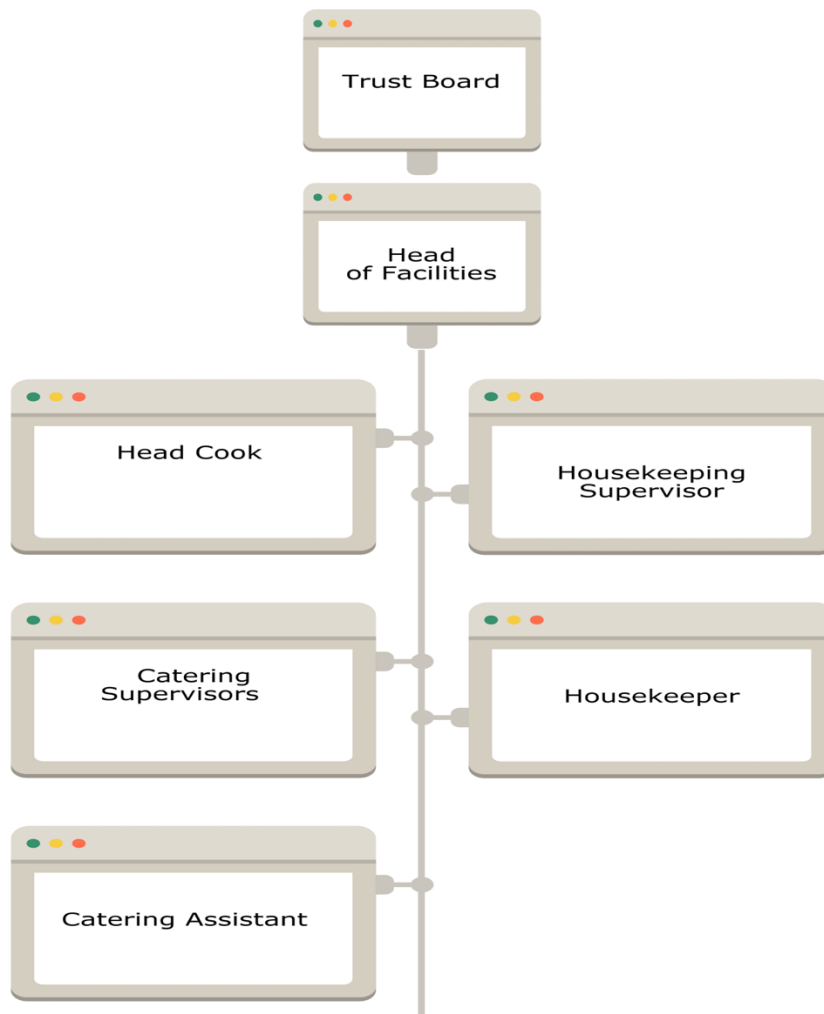 Trust Board
Head
of Facilities
Head Cook
Housekeeping
Supervisor
Catering
Supervisors
Housekeeper
Catering Assistant